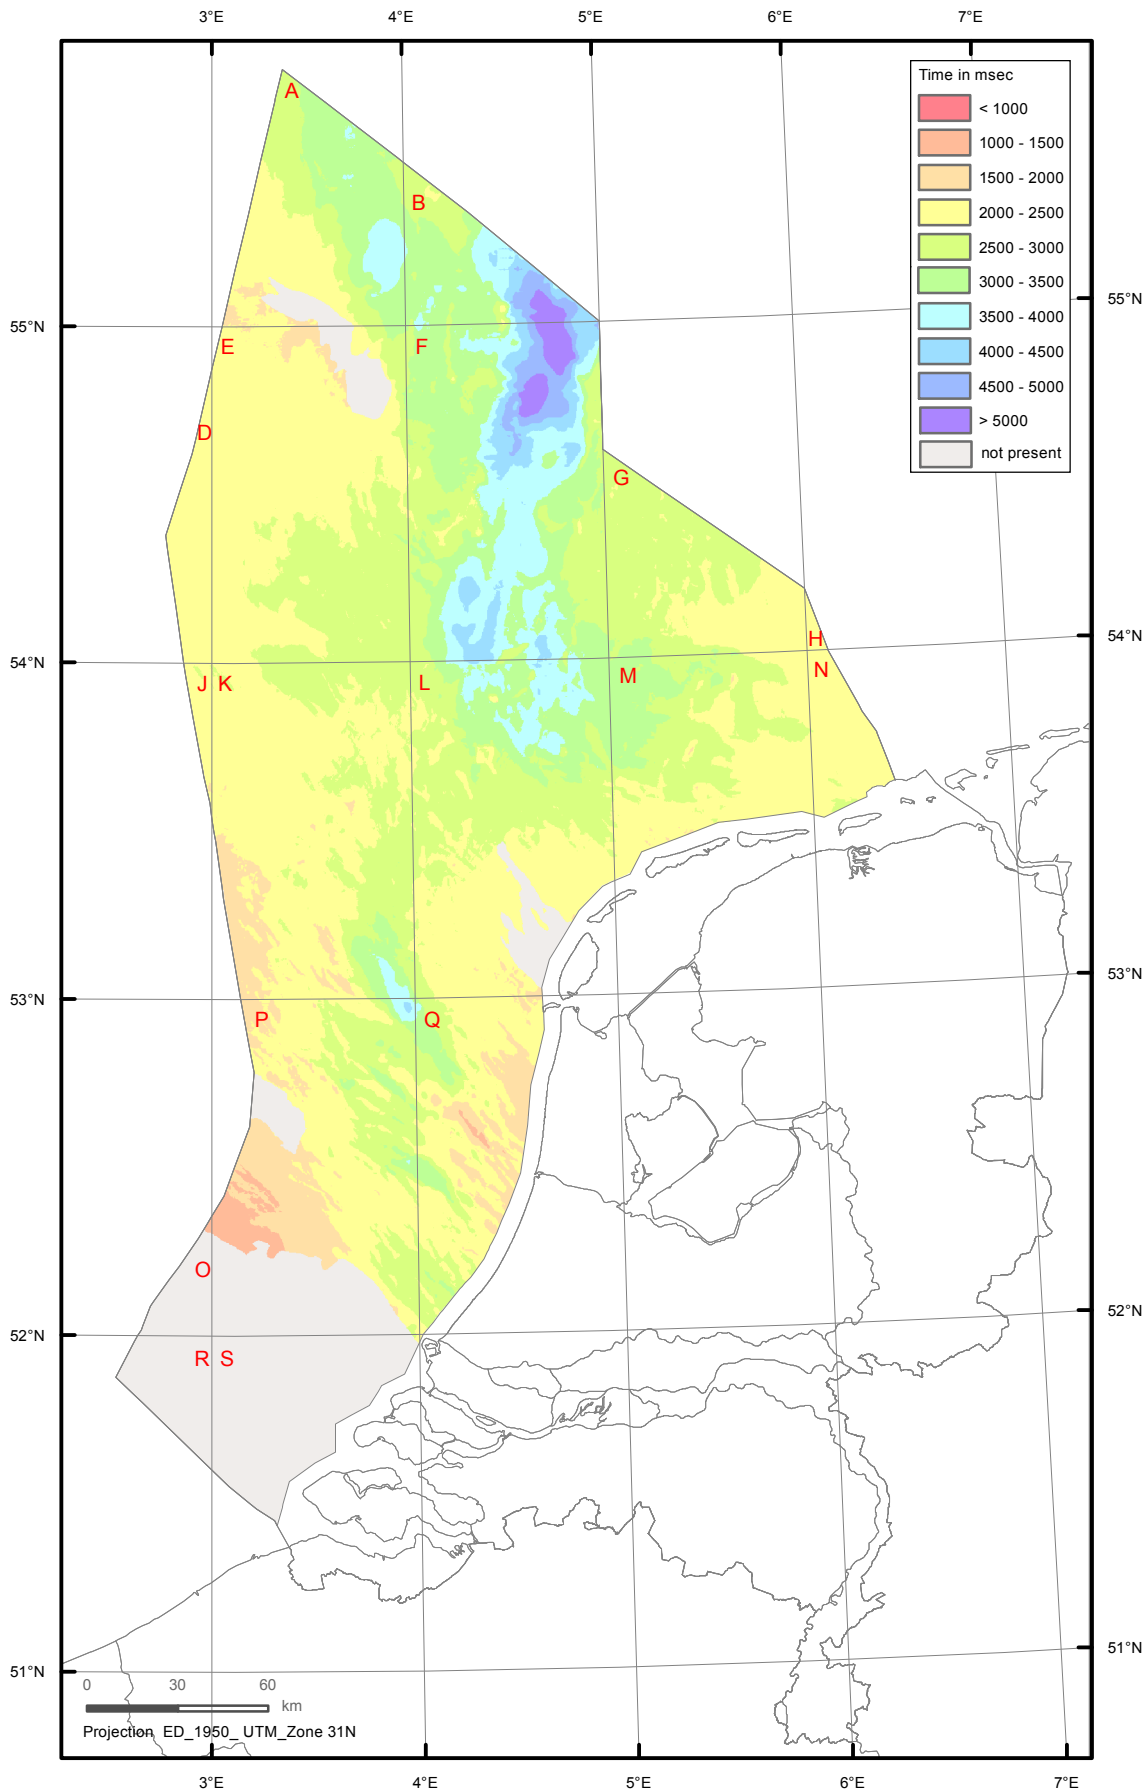 3°E 4°E 5°E 6°E 7°E
Time in msec
< 1000
1000 - 1500
1500 - 2000
2000 - 2500
2500 - 3000
3000 - 3500
3500 - 4000
4000 - 4500
4500 - 5000
> 5000
not present
A
B
55°N
55°N
E F
D
G
H
54°N
54°N
J K L M N
53°N
53°N
P Q
O
52°N
52°N
R S
51°N
51°N
0 30 60
km
Projection ED_1950_ UTM_Zone 31N
3°E 4°E 5°E 6°E 7°E